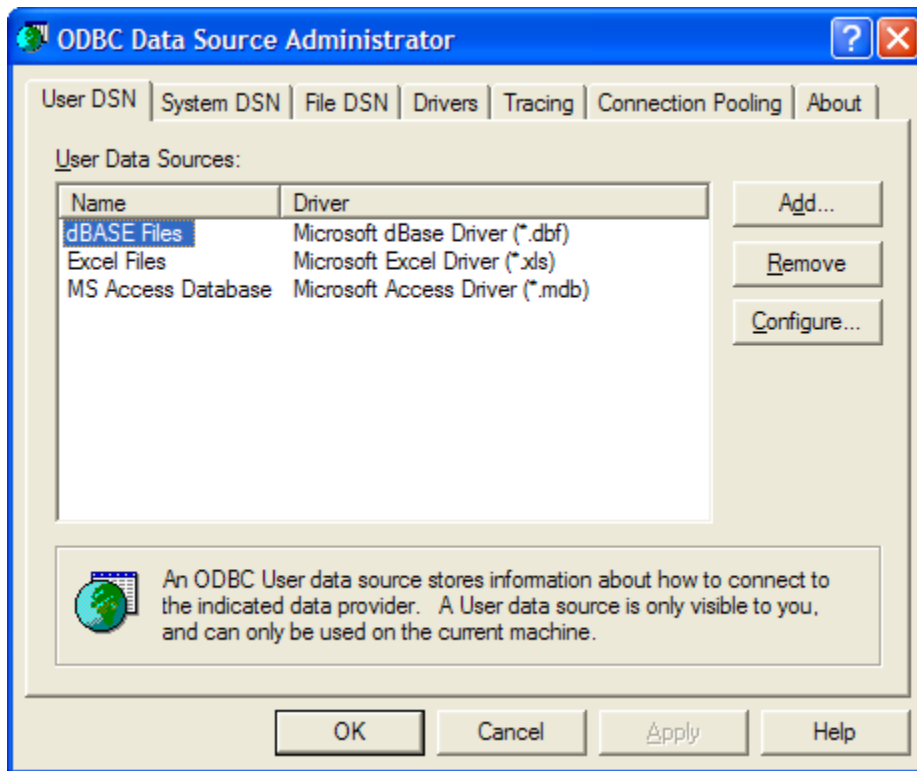 ODBC Data Source Administrator
User DSN System DSN File DSN Drivers Tracing Connection Pooling About
User Data Sources:
Name Driver
dBASE Files Microsoft dBase Driver (*.dbf)
Excel Files Microsoft Excel Driver (*.xls)
MS Access Database Microsoft Access Driver (*.mdb)
Add...
Remove
Configure...
An ODBC User data source stores information about how to connect to
the indicated data provider. A User data source is only visible to you,
and can only be used on the current machine.
OK Cancel Apply Help